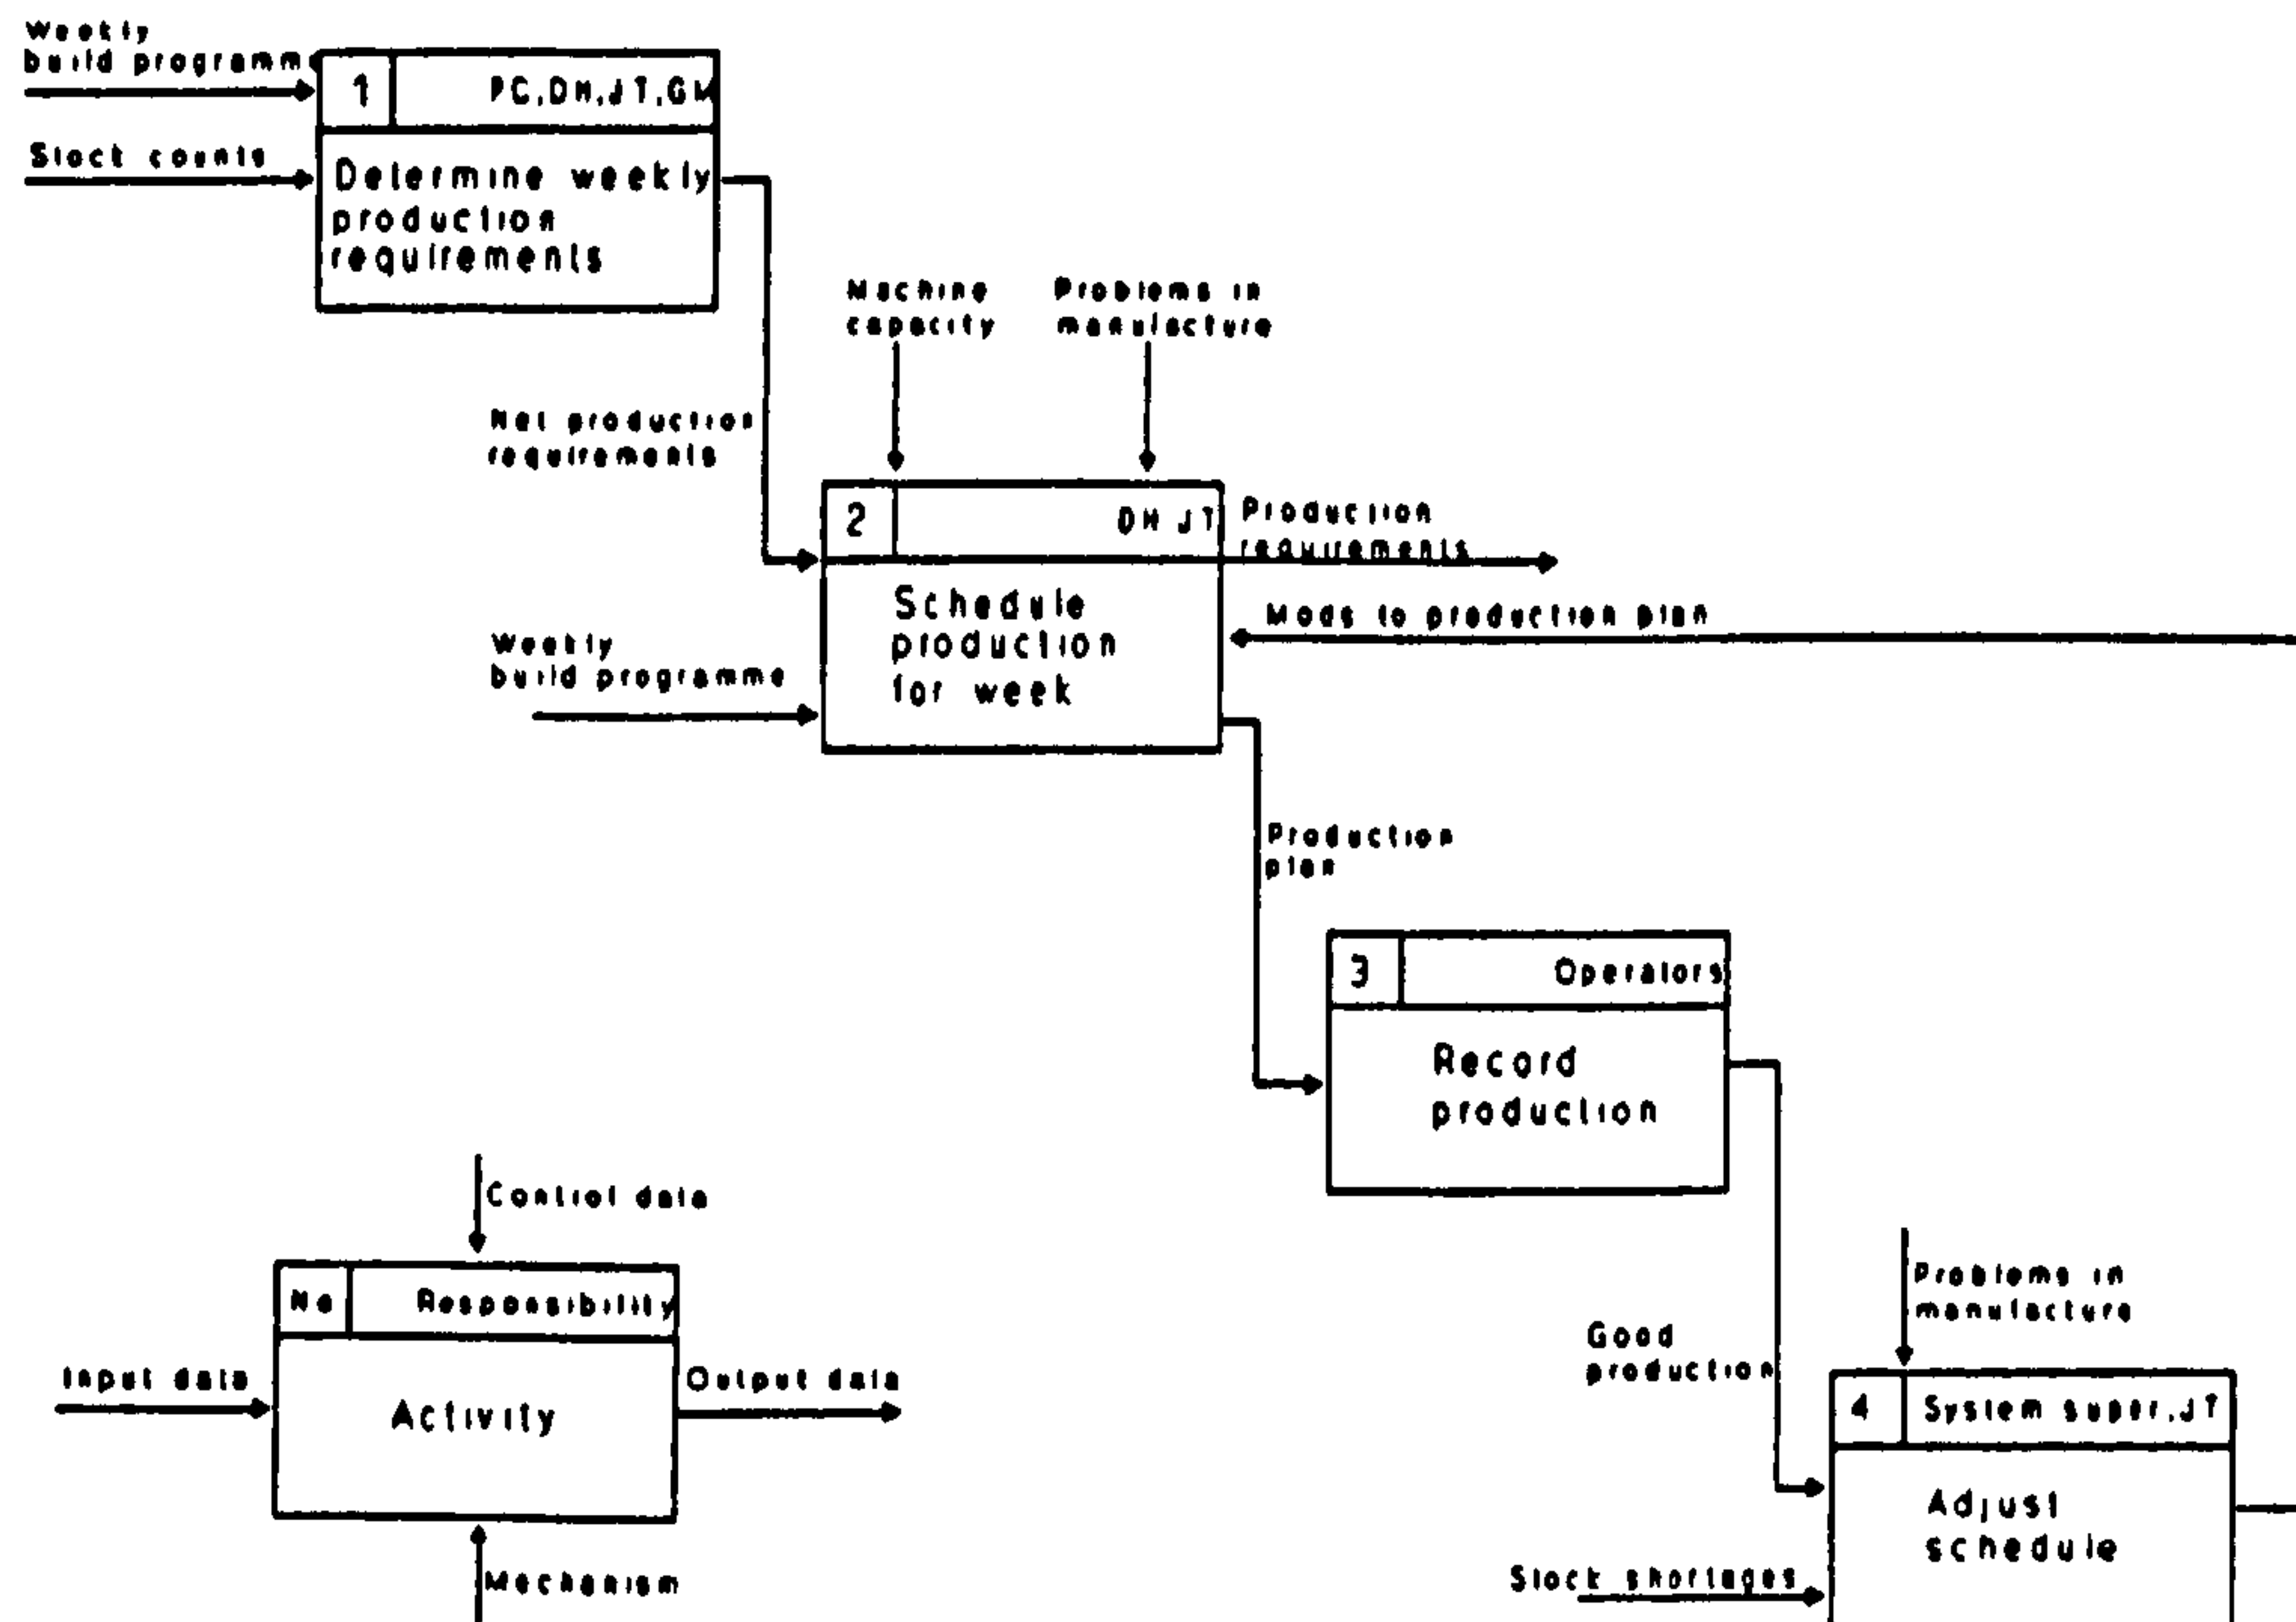 Weekly
build programme
1 PC,DH,JT,GW
Stock counts
Determine weekly
production
requirements
Machine
capacity
Problems in
manufacture
Net production
requirements
2 DH JT
Production
requirements
Schedule
production
for week
Mods to production plan
Weekly
build programme
Production
plan
3 Operators
Record
production
Control data
No Responsibility
Input data
Activity
Output data
Mechanism
Problems in
manufacture
Good
production
4 System super,JT
Adjust
schedule
Stock shortages